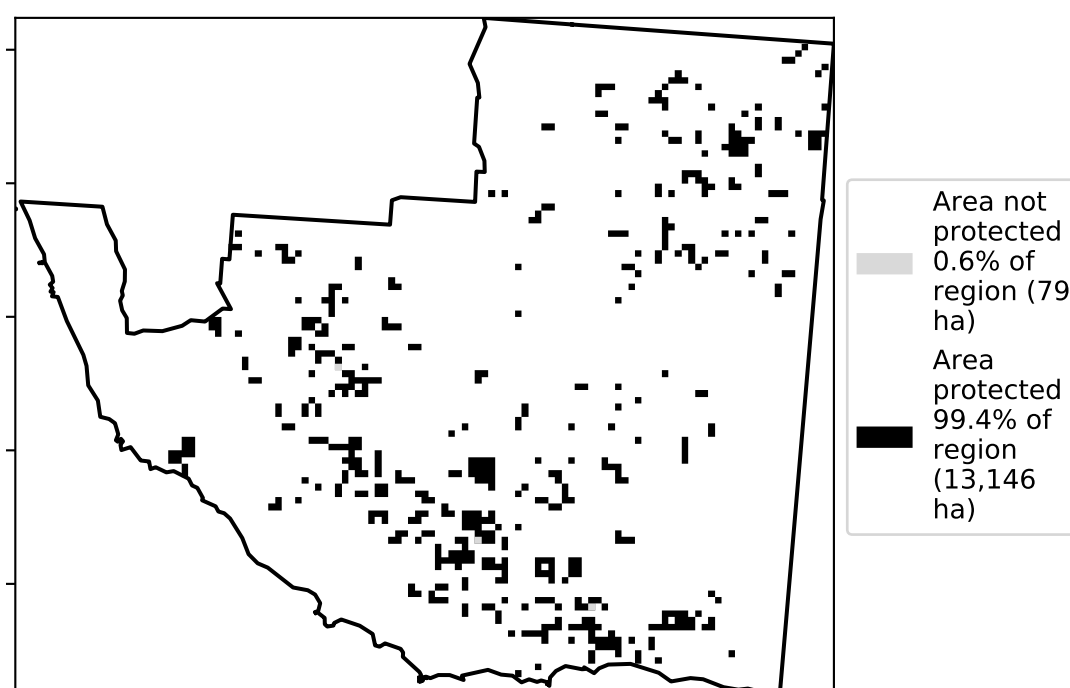 Area not
protected
0.6% of
region (79
ha)
Area
protected
99.4% of
region
(13,146
ha)